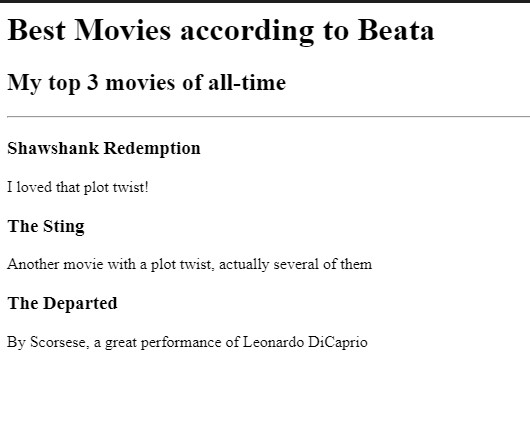 Best Movies according to Beata
My top 3 movies of all-time
Shawshank Redemption
I loved that plot twist!
The Sting
Another movie with a plot twist, actually several of them
The Departed
By Scorsese, a great performance of Leonardo DiCaprio